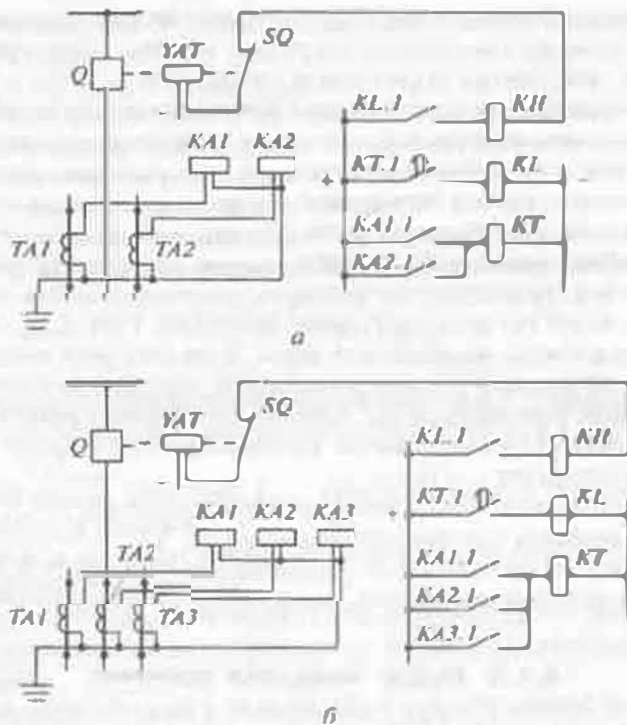 Q
YAT
SQ
KA1 KA2
KL.1 KH
KT.1 KL
+ –
KA1.1 KT
KA2.1
TA1 TA2
а
Q
YAT
SQ
KA1 KA2 KA3
KL.1 KH
KT.1 KL
+
KA1.1 KT
KA2.1
KA3.1
TA2
TA1 TA3
б